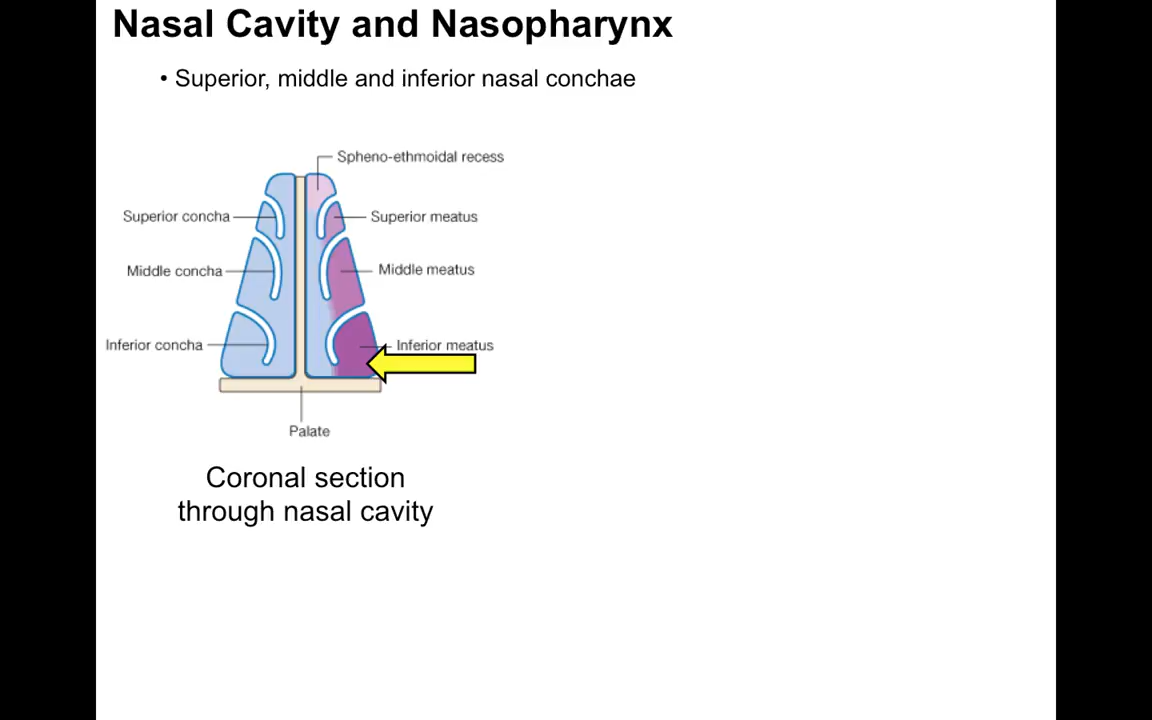 Nasal Cavity and Nasopharynx
• Superior, middle and inferior nasal conchae
Spheno-ethmoidal recess
Superior concha
Superior meatus
Middle concha
Middle meatus
Inferior concha
Inferior meatus
Palate
Coronal section
through nasal cavity